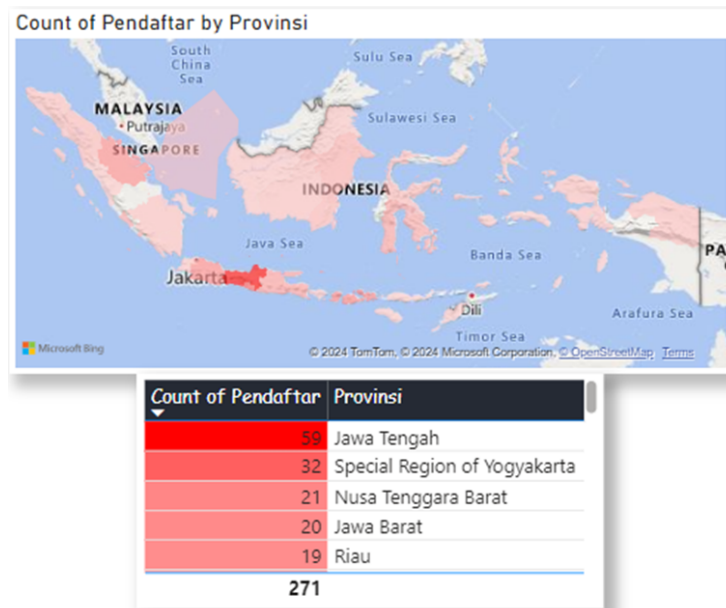 Count of Pendaftar by Provinsi
South
China
Sea
Sulu Sea
MALAYSIA
Putrajaya
Sulawesi Sea
SINGAPORE
INDONESIA
Java Sea
Jakarta
Banda Sea
PA
Dili
Arafura Sea
Timor Sea
Microsoft Bing
© 2024 TomTom, © 2024 Microsoft Corporation, © OpenStreetMap Terms
Count of Pendaftar Provinsi
59 Jawa Tengah
32 Special Region of Yogyakarta
21 Nusa Tenggara Barat
20 Jawa Barat
19 Riau
271